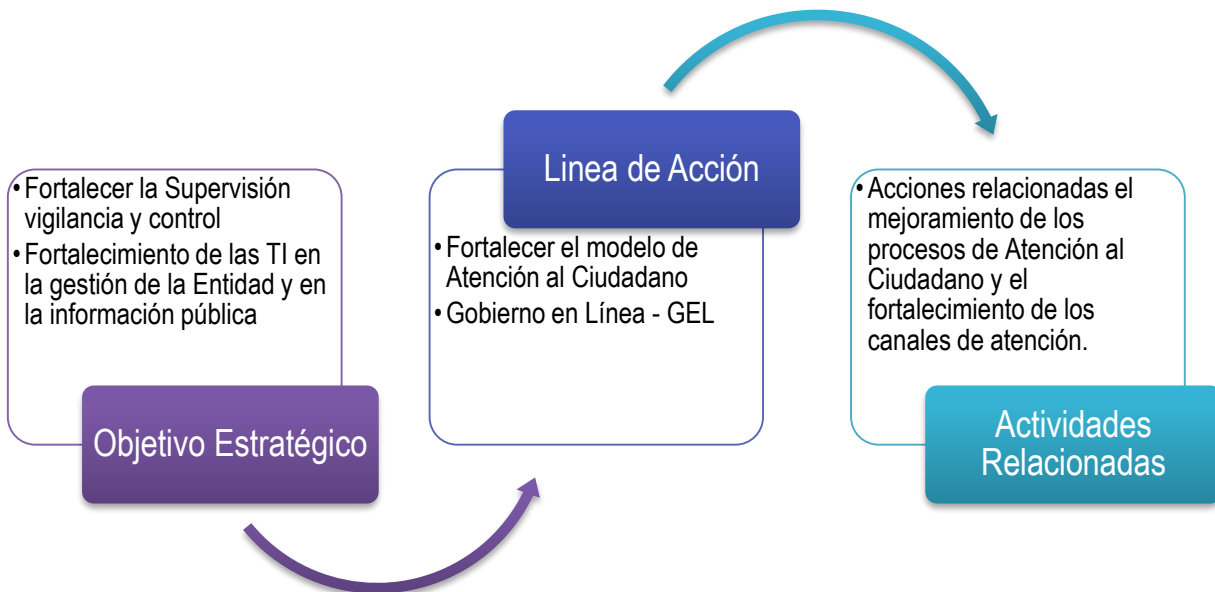 •Fortalecer la Supervisión
vigilancia y control
•Fortalecimiento de las TI en
la gestión de la Entidad y en
la información pública
Objetivo Estratégico
Linea de Acción
•Fortalecer el modelo de
Atención al Ciudadano
•Gobierno en Línea - GEL
•Acciones relacionadas el
mejoramiento de los
procesos de Atención al
Ciudadano y el
fortalecimiento de los
canales de atención.
Actividades
Relacionadas